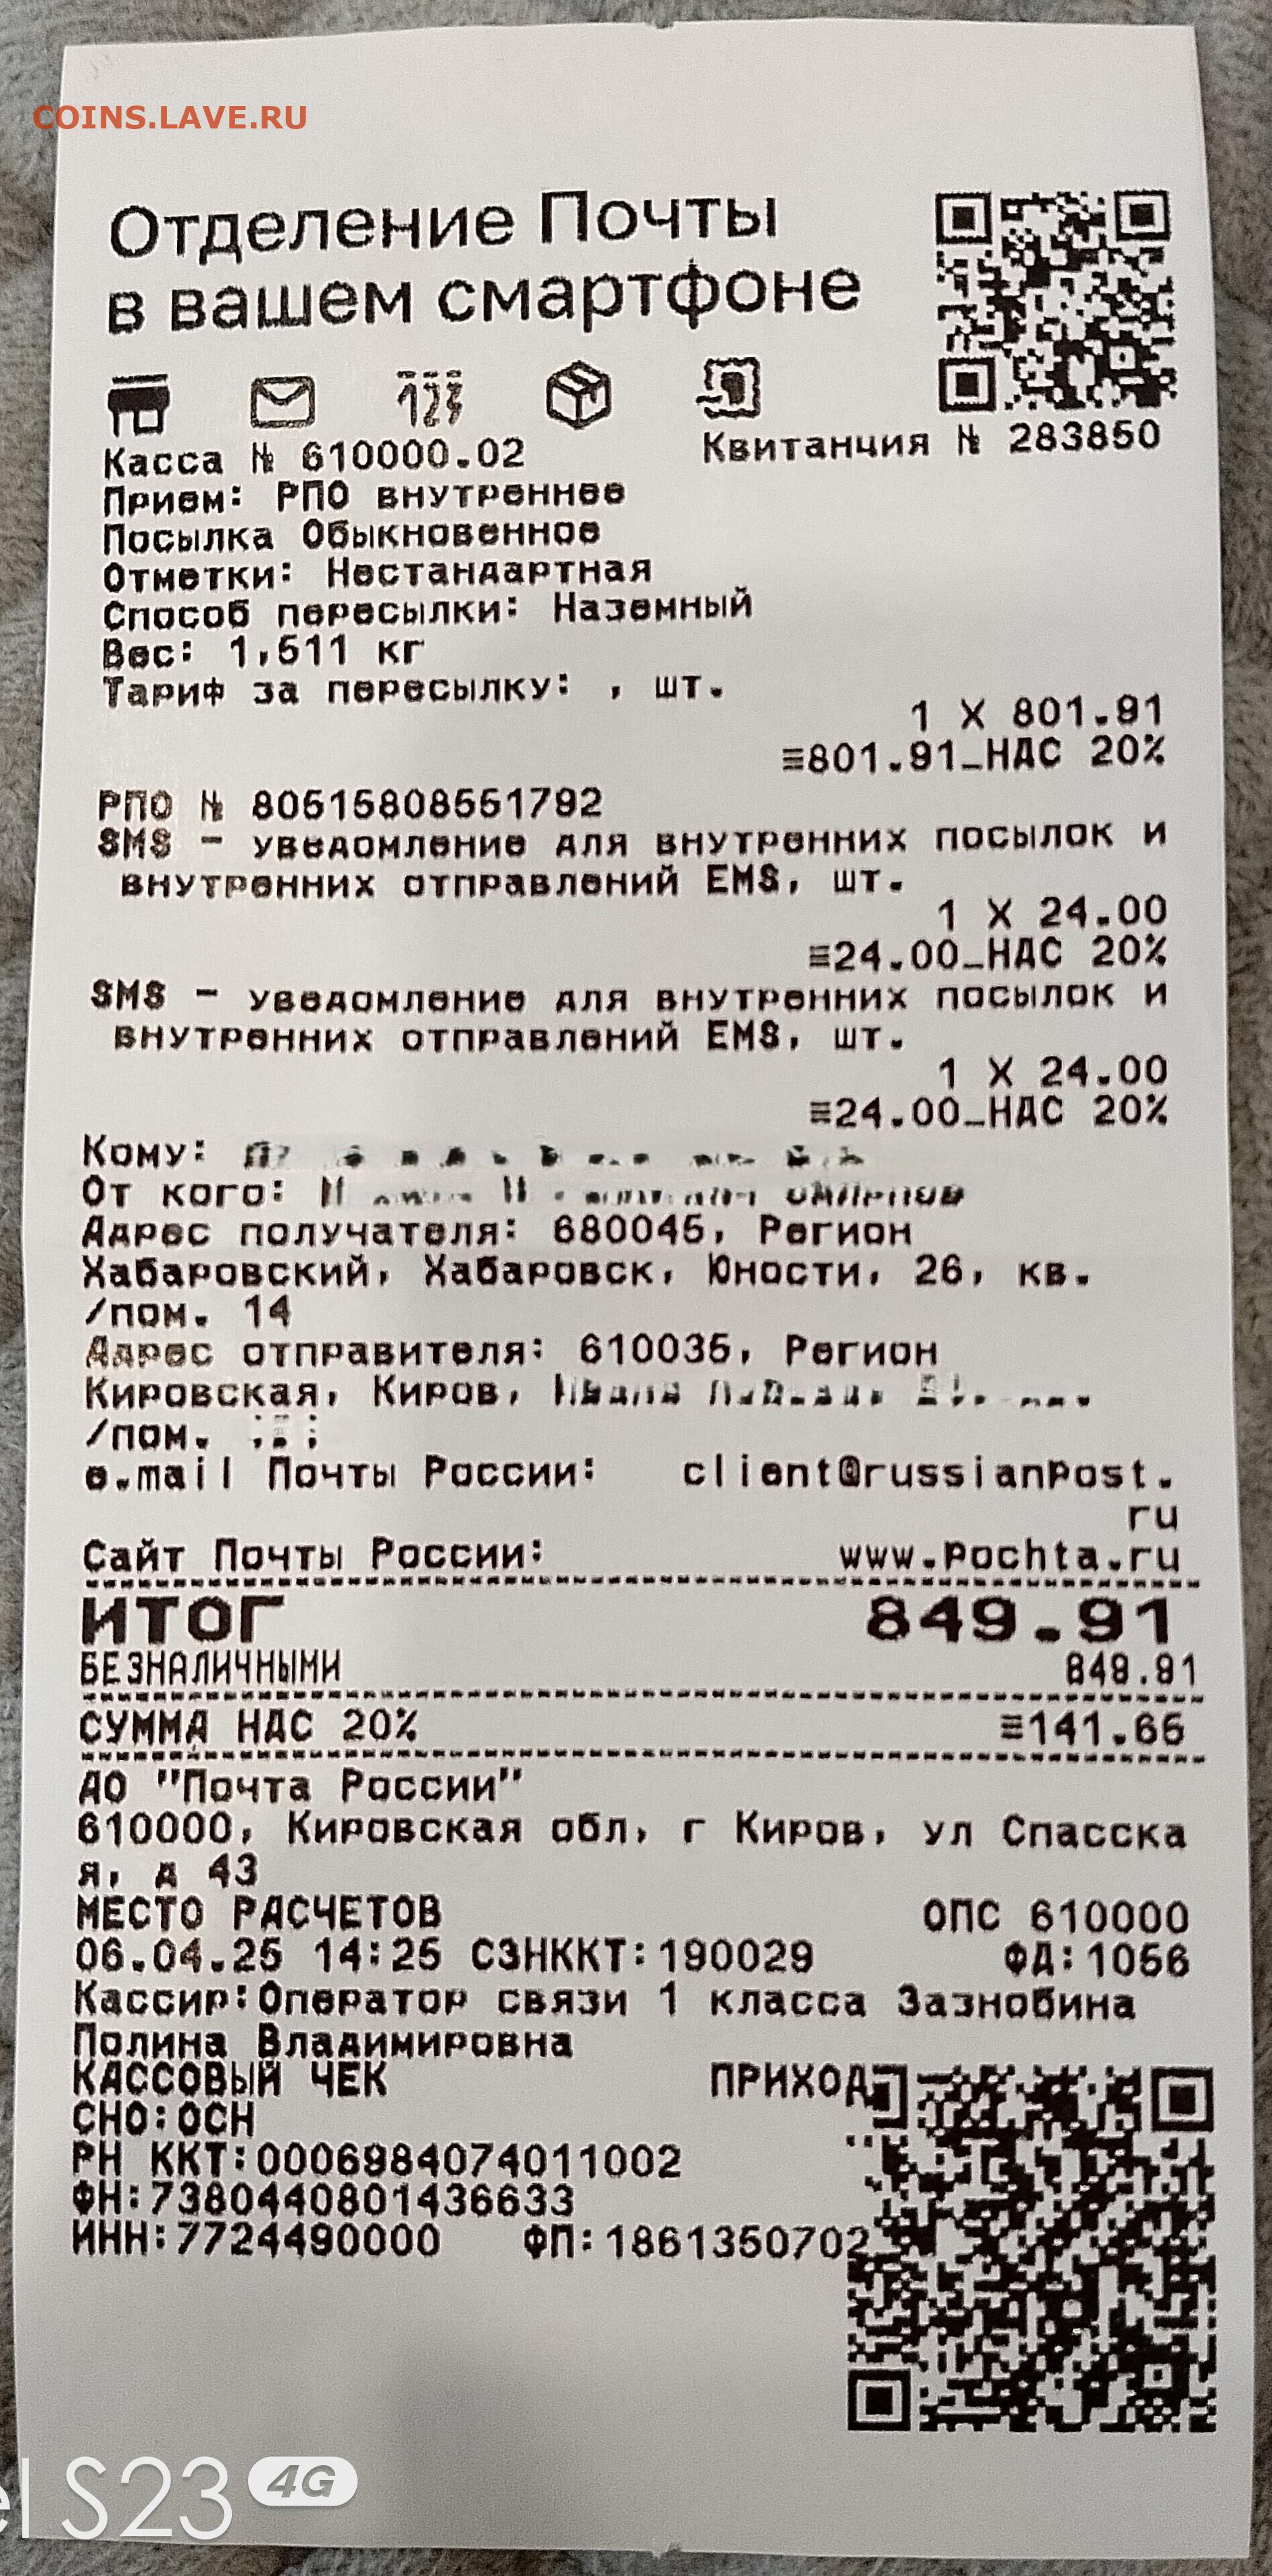 COINS.LAVE.RU
Отделение Почты
в вашем смартфоне
Касса № 610000.02 Квитанчия № 283850
Прием: РПО внутреннее
Посылка Обыкновенное
Отметки: Нестандартная
Способ пересылки: Наземный
Вес: 1,511 кг
Тариф за пересылку: , шт.
1 X 801.91
≡801.91_НДС 20%
РПО № 80515808551792
SMS - уведомление для внутренних посылок и
внутренних отправлений EMS, шт.
1 X 24.00
≡24.00_НДС 20%
SMS - уведомление для внутренних посылок и
внутренних отправлений EMS, шт.
1 X 24.00
≡24.00_НДС 20%
Кому:
От кого:
Адрес получателя: 680045, Регион
Хабаровский, Хабаровск, Юности, 26, кв.
/пом. 14
Адрес отправителя: 610035, Регион
Кировская, Киров,
/пом.
e.mail Почты России: client@russianpost.
ru
Сайт Почты России: www.pochta.ru
ИТОГ 849.91
БЕЗНАЛИЧНЫМИ 849.91
СУММА НДС 20% ≡141.65
АО "Почта России"
610000, Кировская обл, г Киров, ул Спасска
я, д 43
МЕСТО РАСЧЕТОВ ОПС 610000
06.04.25 14:25 СЗНККТ:190029 ФД:1056
Кассир:Оператор связи 1 класса Зазнобина
Полина Владимировна
КАССОВЫЙ ЧЕК ПРИХОД
СНО:ОСН
РН ККТ:0006984074011002
ФН:7380440801436633
ИНН:7724490000 ФП:1861350702
el S23 4G